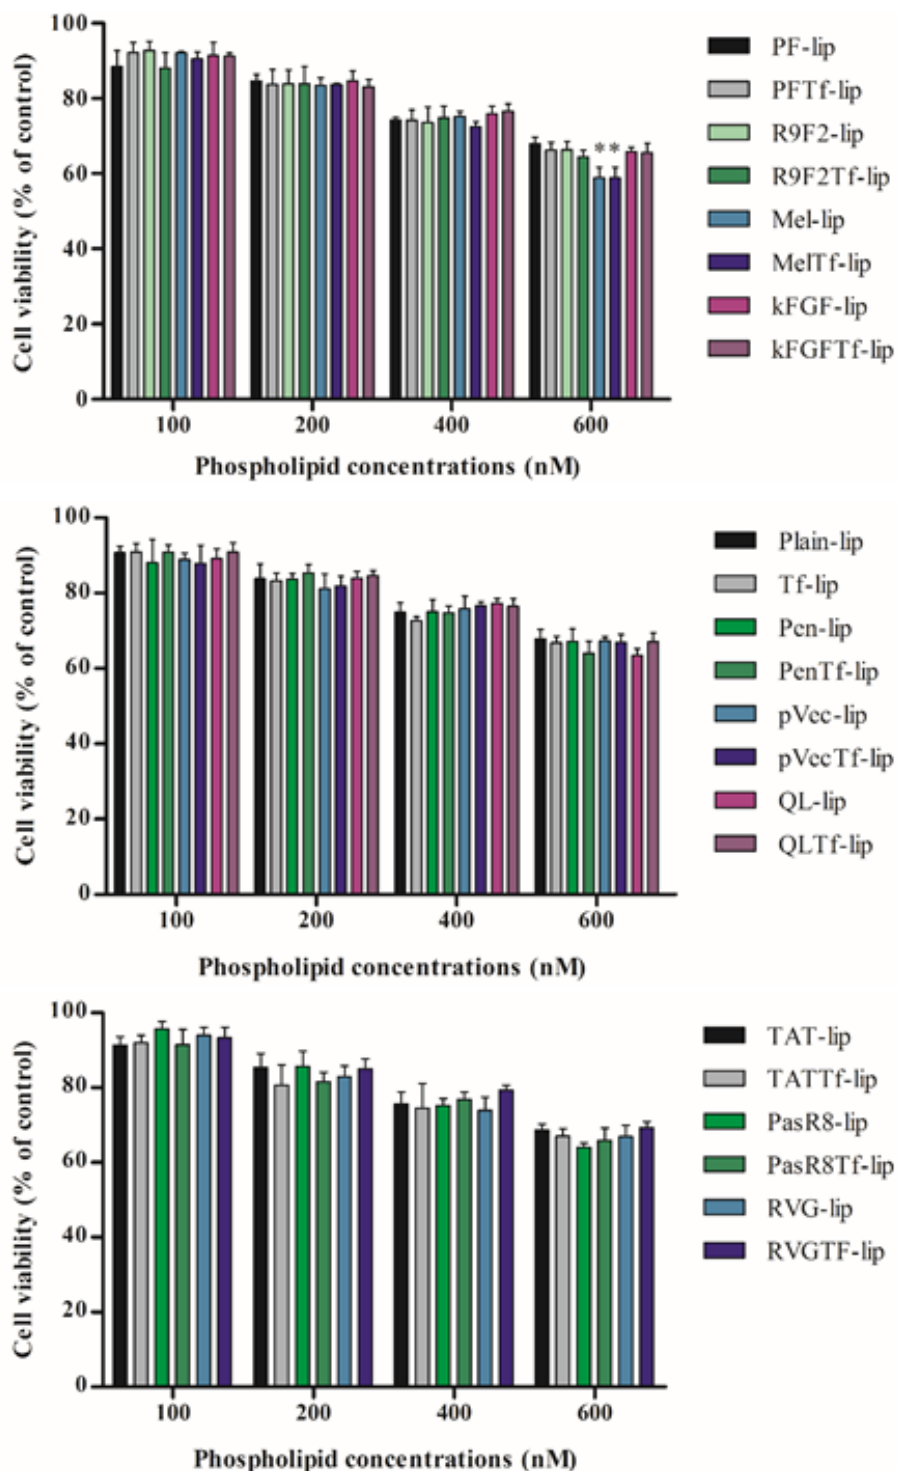 Cell viability (% of control)
100
80
60
40
20
0
**
100 200 400 600
Phospholipid concentrations (nM)
PF-lip
PFTf-lip
R9F2-lip
R9F2Tf-lip
Mel-lip
MelTf-lip
kFGF-lip
kFGFTf-lip
Cell viability (% of control)
100
80
60
40
20
0
100 200 400 600
Phospholipid concentrations (nM)
Plain-lip
Tf-lip
Pen-lip
PenTf-lip
pVec-lip
pVecTf-lip
QL-lip
QLTf-lip
Cell viability (% of control)
100
80
60
40
20
0
100 200 400 600
Phospholipid concentrations (nM)
TAT-lip
TATTf-lip
PasR8-lip
PasR8Tf-lip
RVG-lip
RVGTF-lip